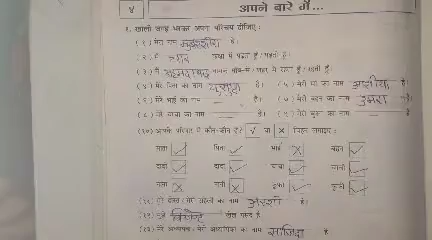 ४ अपने बारे में...
१. खाली जगह भरकर अपना परिचय दीजिए :
(१) मेरा नाम है।
(२) मैं चार कक्षा में पढ़ता हूँ / पढ़ती हूँ।
(३) मैं अहमदाबाद नामक गाँव में / शहर में रहता हूँ / रहती हूँ।
(४) मेरे पिता का नाम है। (५) मेरी माँ का नाम है।
(६) मेरे भाई का नाम — है। (७) मेरी बहन का नाम है।
(८) मेरे चाचा का नाम — है। (९) मेरी बुआ का नाम — है।
(१०) आपके परिवार में कौन-कौन हैं? ✓ या × चिह्न लगाइए :
माता ✓ पिता ✓ भाई × बहन ✓
दादा ✓ दादी ✓ चाचा ✓ चाची ✓
नाना × नानी × फूफा ✓ फूफी ✓
(११) मेरे दोस्त / मेरी सहेली का नाम है।
(१२) मुझे क्रिकेट खेल पसंद है।
(१३) मेरे अध्यापक / मेरी अध्यापिका का नाम साजिदा है।